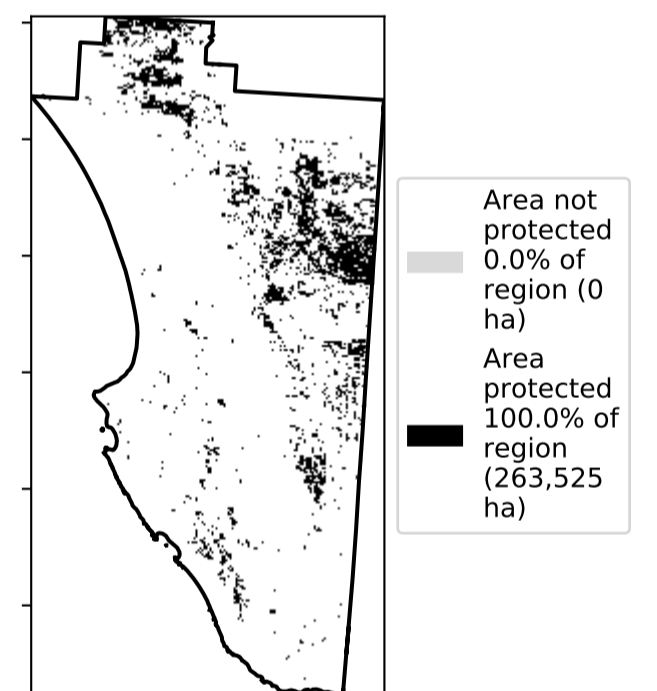 Area not
protected
0.0% of
region (0
ha)
Area
protected
100.0% of
region
(263,525
ha)